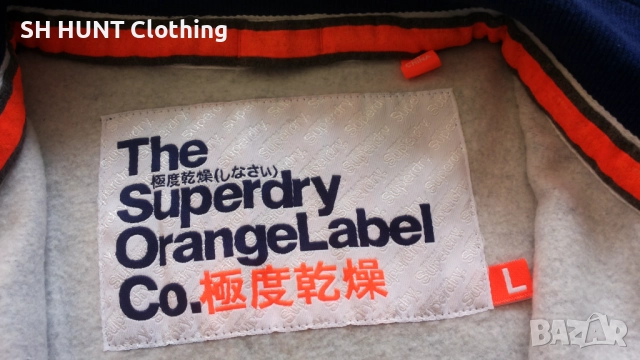 SH HUNT Clothing
The
極度乾燥(しなさい)
Superdry
OrangeLabel
Co.極度乾燥
L
BAZAR